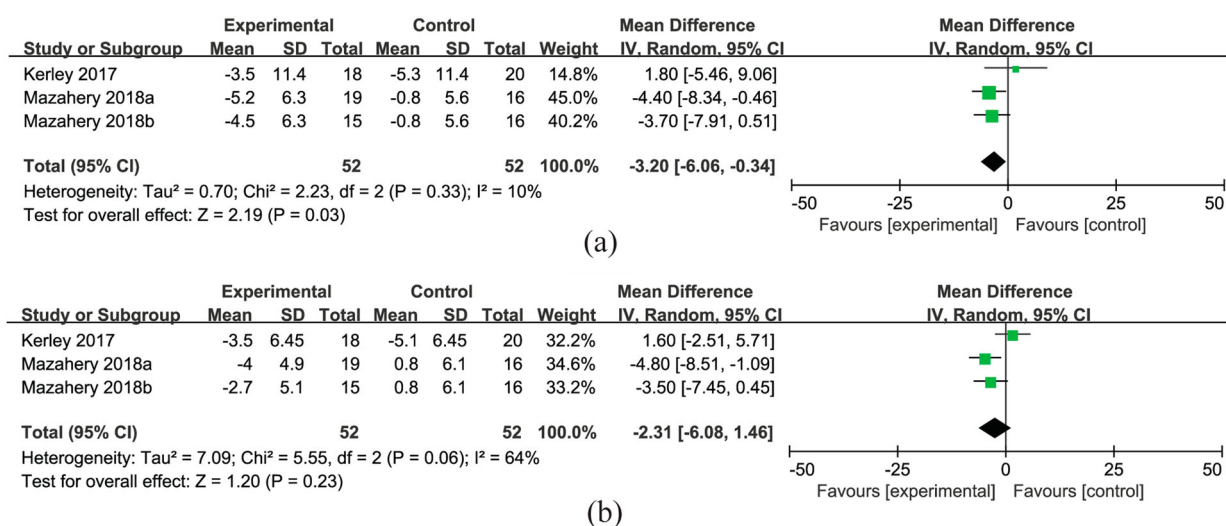 Experimental Control Mean Difference Mean Difference
Study or Subgroup Mean SD Total Mean SD Total Weight IV, Random, 95% CI IV, Random, 95% CI
Kerley 2017 -3.5 11.4 18 -5.3 11.4 20 14.8% 1.80 [-5.46, 9.06]
Mazahery 2018a -5.2 6.3 19 -0.8 5.6 16 45.0% -4.40 [-8.34, -0.46]
Mazahery 2018b -4.5 6.3 15 -0.8 5.6 16 40.2% -3.70 [-7.91, 0.51]
Total (95% CI) 52 52 100.0% -3.20 [-6.06, -0.34]
Heterogeneity: Tau² = 0.70; Chi² = 2.23, df = 2 (P = 0.33); I² = 10%
Test for overall effect: Z = 2.19 (P = 0.03)
-50 -25 0 25 50
Favours [experimental] Favours [control]
(a)
Experimental Control Mean Difference Mean Difference
Study or Subgroup Mean SD Total Mean SD Total Weight IV, Random, 95% CI IV, Random, 95% CI
Kerley 2017 -3.5 6.45 18 -5.1 6.45 20 32.2% 1.60 [-2.51, 5.71]
Mazahery 2018a -4 4.9 19 0.8 6.1 16 34.6% -4.80 [-8.51, -1.09]
Mazahery 2018b -2.7 5.1 15 0.8 6.1 16 33.2% -3.50 [-7.45, 0.45]
Total (95% CI) 52 52 100.0% -2.31 [-6.08, 1.46]
Heterogeneity: Tau² = 7.09; Chi² = 5.55, df = 2 (P = 0.06); I² = 64%
Test for overall effect: Z = 1.20 (P = 0.23)
-50 -25 0 25 50
Favours [experimental] Favours [control]
(b)